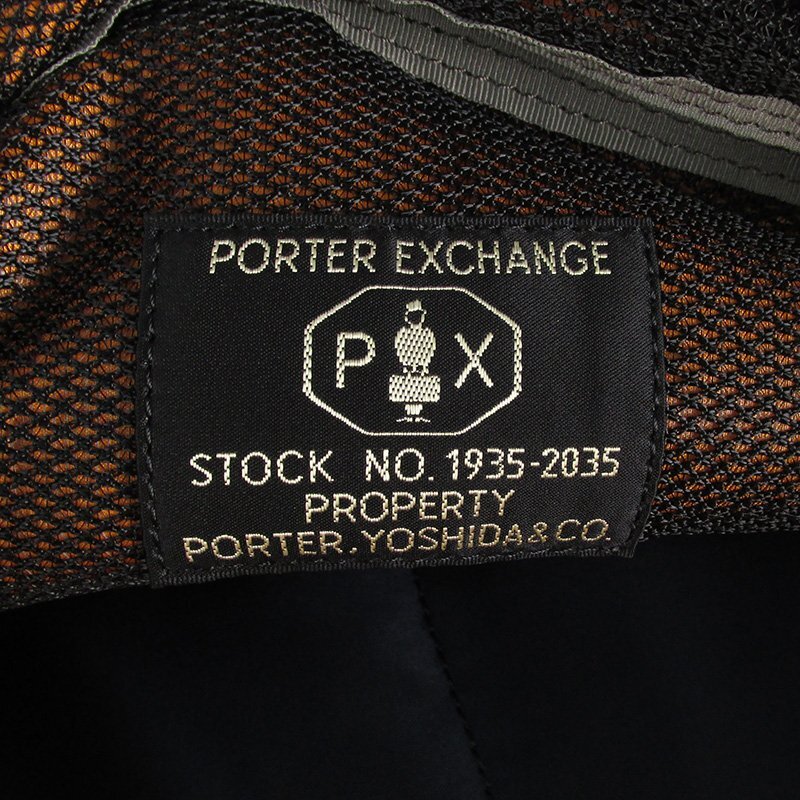 PORTER EXCHANGE
P X
STOCK NO. 1935-2035
PROPERTY
PORTER. YOSHIDA & CO.